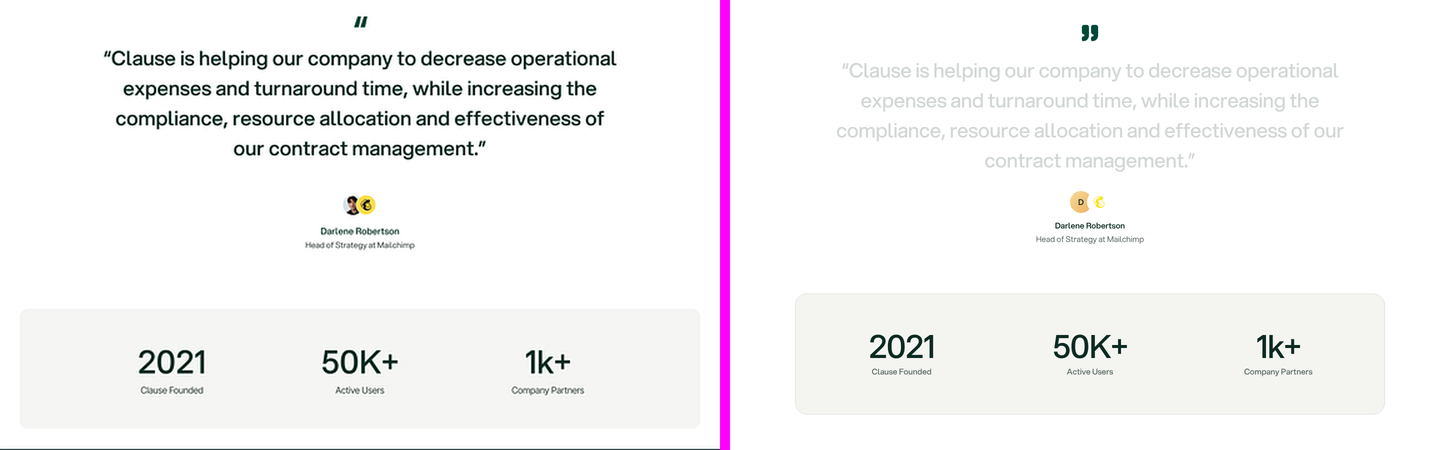 “
“Clause is helping our company to decrease operational
expenses and turnaround time, while increasing the
compliance, resource allocation and effectiveness of
our contract management.”
Darlene Robertson
Head of Strategy at Mailchimp
2021
Clause Founded
50K+
Active Users
1k+
Company Partners
”
“Clause is helping our company to decrease operational
expenses and turnaround time, while increasing the
compliance, resource allocation and effectiveness of our
contract management.”
D
Darlene Robertson
Head of Strategy at Mailchimp
2021
Clause Founded
50K+
Active Users
1k+
Company Partners